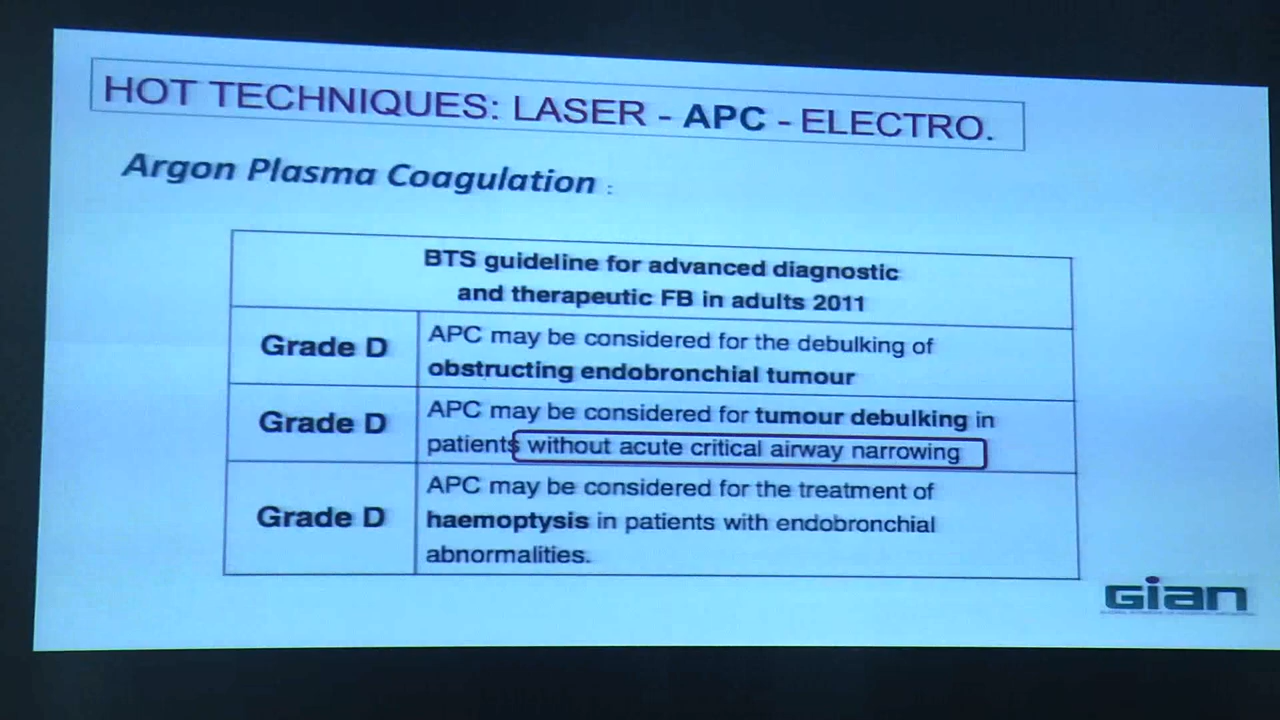 HOT TECHNIQUES: LASER - APC - ELECTRO.
Argon Plasma Coagulation :
BTS guideline for advanced diagnostic
and therapeutic FB in adults 2011
Grade D
APC may be considered for the debulking of
obstructing endobronchial tumour
Grade D
APC may be considered for tumour debulking in
patients without acute critical airway narrowing
Grade D
APC may be considered for the treatment of
haemoptysis in patients with endobronchial
abnormalities.
Gian